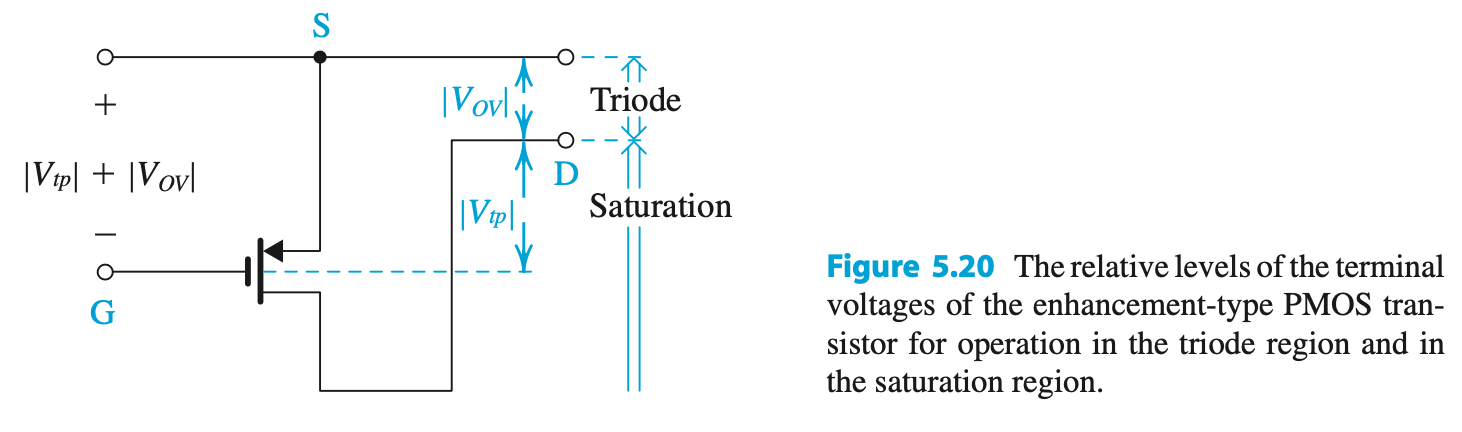 S
+
|V_OV|
Triode
|V_tp| + |V_OV|
D
|V_tp|
Saturation
−
G
Figure 5.20 The relative levels of the terminal
voltages of the enhancement-type PMOS tran-
sistor for operation in the triode region and in
the saturation region.